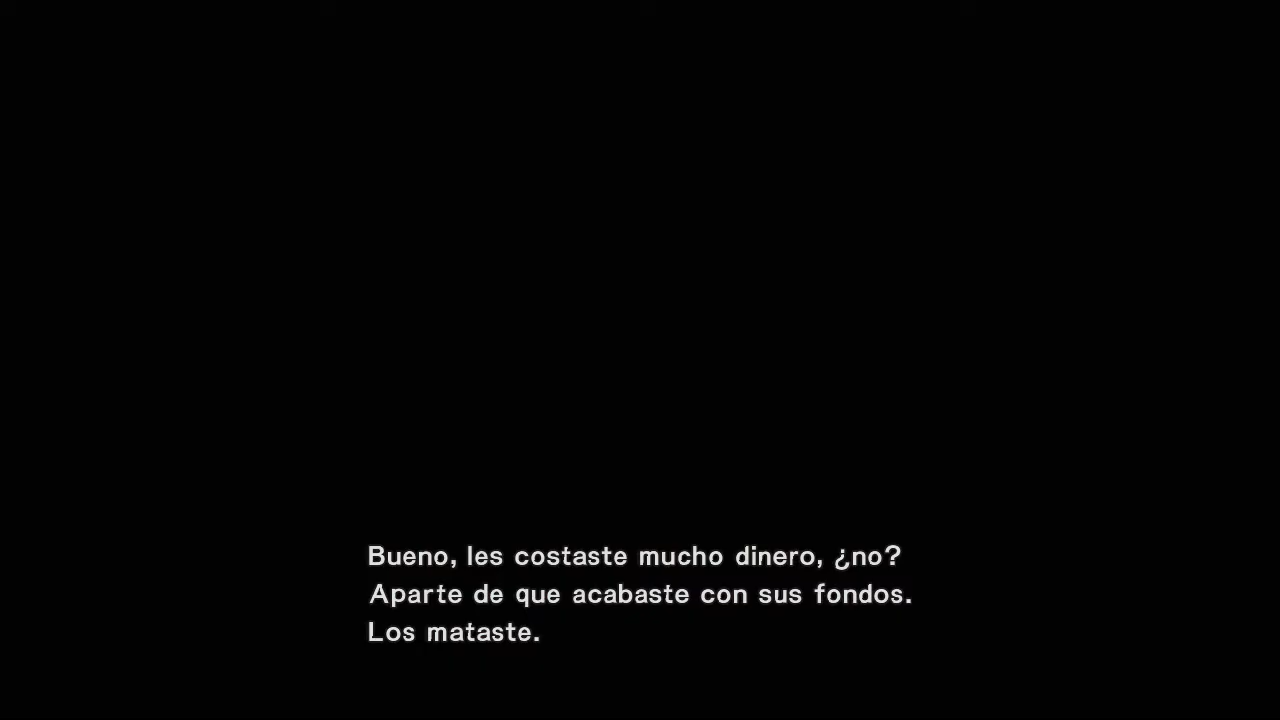 Bueno, les costaste mucho dinero, ¿no?
Aparte de que acabaste con sus fondos.
Los mataste.